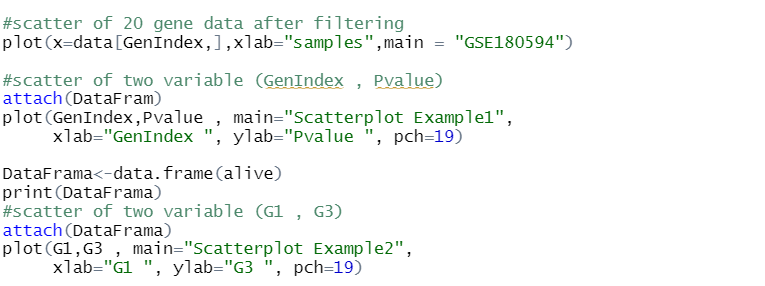 #scatter of 20 gene data after filtering
plot(x=data[GenIndex,],xlab="samples",main = "GSE180594")
#scatter of two variable (GenIndex , Pvalue)
attach(DataFram)
plot(GenIndex,Pvalue , main="Scatterplot Example1",
     xlab="GenIndex ", ylab="Pvalue ", pch=19)
DataFrama<-data.frame(alive)
print(DataFrama)
#scatter of two variable (G1 , G3)
attach(DataFrama)
plot(G1,G3 , main="Scatterplot Example2",
     xlab="G1 ", ylab="G3 ", pch=19)